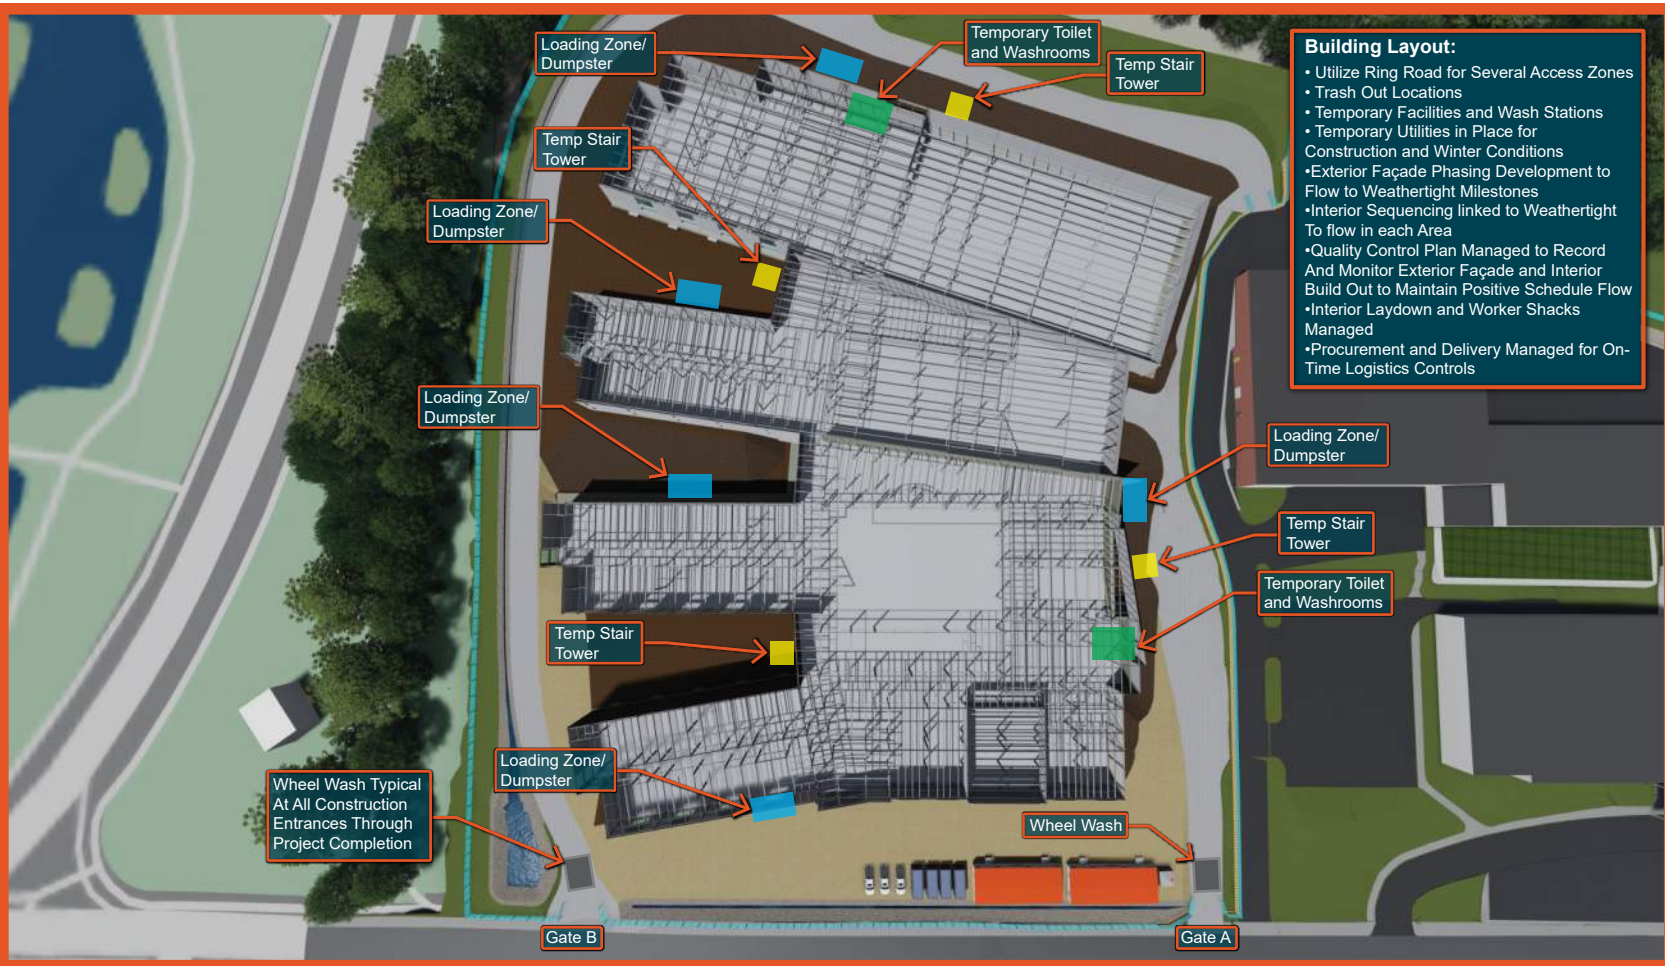 Loading Zone/
Dumpster
Temporary Toilet
and Washrooms
Temp Stair
Tower
Building Layout:
• Utilize Ring Road for Several Access Zones
• Trash Out Locations
• Temporary Facilities and Wash Stations
• Temporary Utilities in Place for
Construction and Winter Conditions
•Exterior Façade Phasing Development to
Flow to Weathertight Milestones
•Interior Sequencing linked to Weathertight
To flow in each Area
•Quality Control Plan Managed to Record
And Monitor Exterior Façade and Interior
Build Out to Maintain Positive Schedule Flow
•Interior Laydown and Worker Shacks
Managed
•Procurement and Delivery Managed for On-
Time Logistics Controls
Temp Stair
Tower
Loading Zone/
Dumpster
Loading Zone/
Dumpster
Loading Zone/
Dumpster
Temp Stair
Tower
Temporary Toilet
and Washrooms
Temp Stair
Tower
Loading Zone/
Dumpster
Wheel Wash Typical
At All Construction
Entrances Through
Project Completion
Wheel Wash
Gate B
Gate A